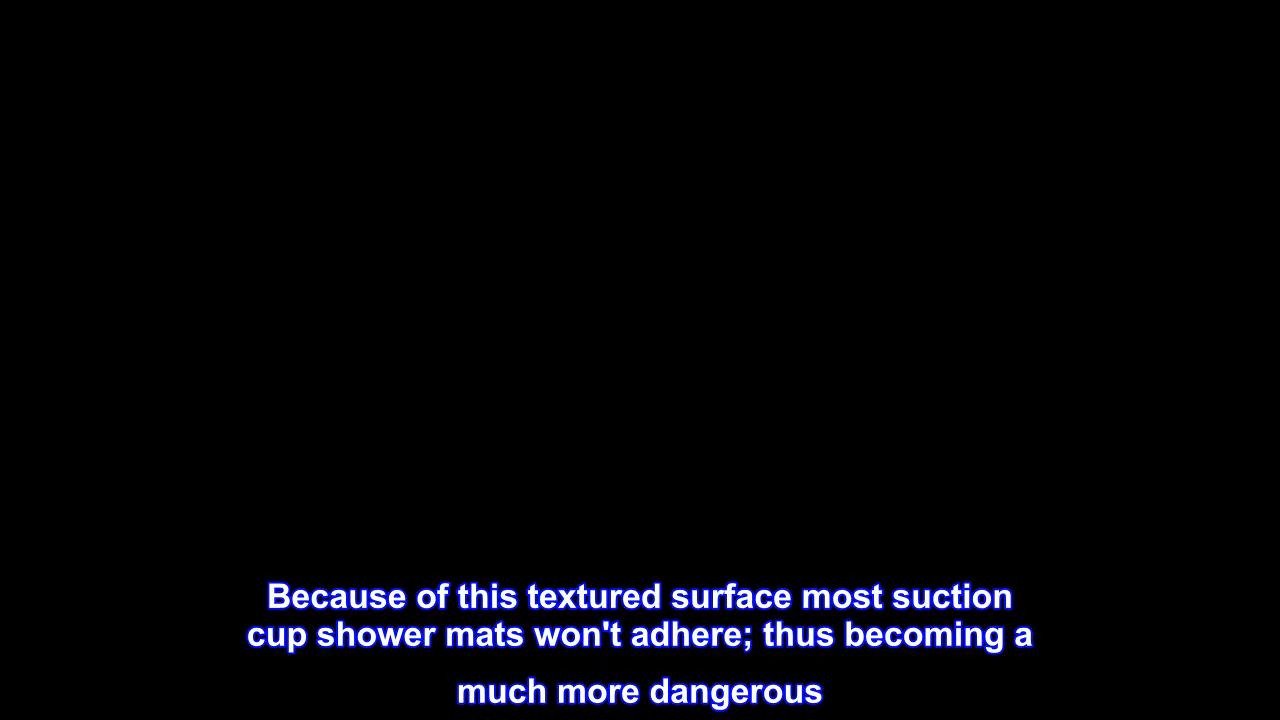 Because of this textured surface most suction
cup shower mats won't adhere; thus becoming a
much more dangerous